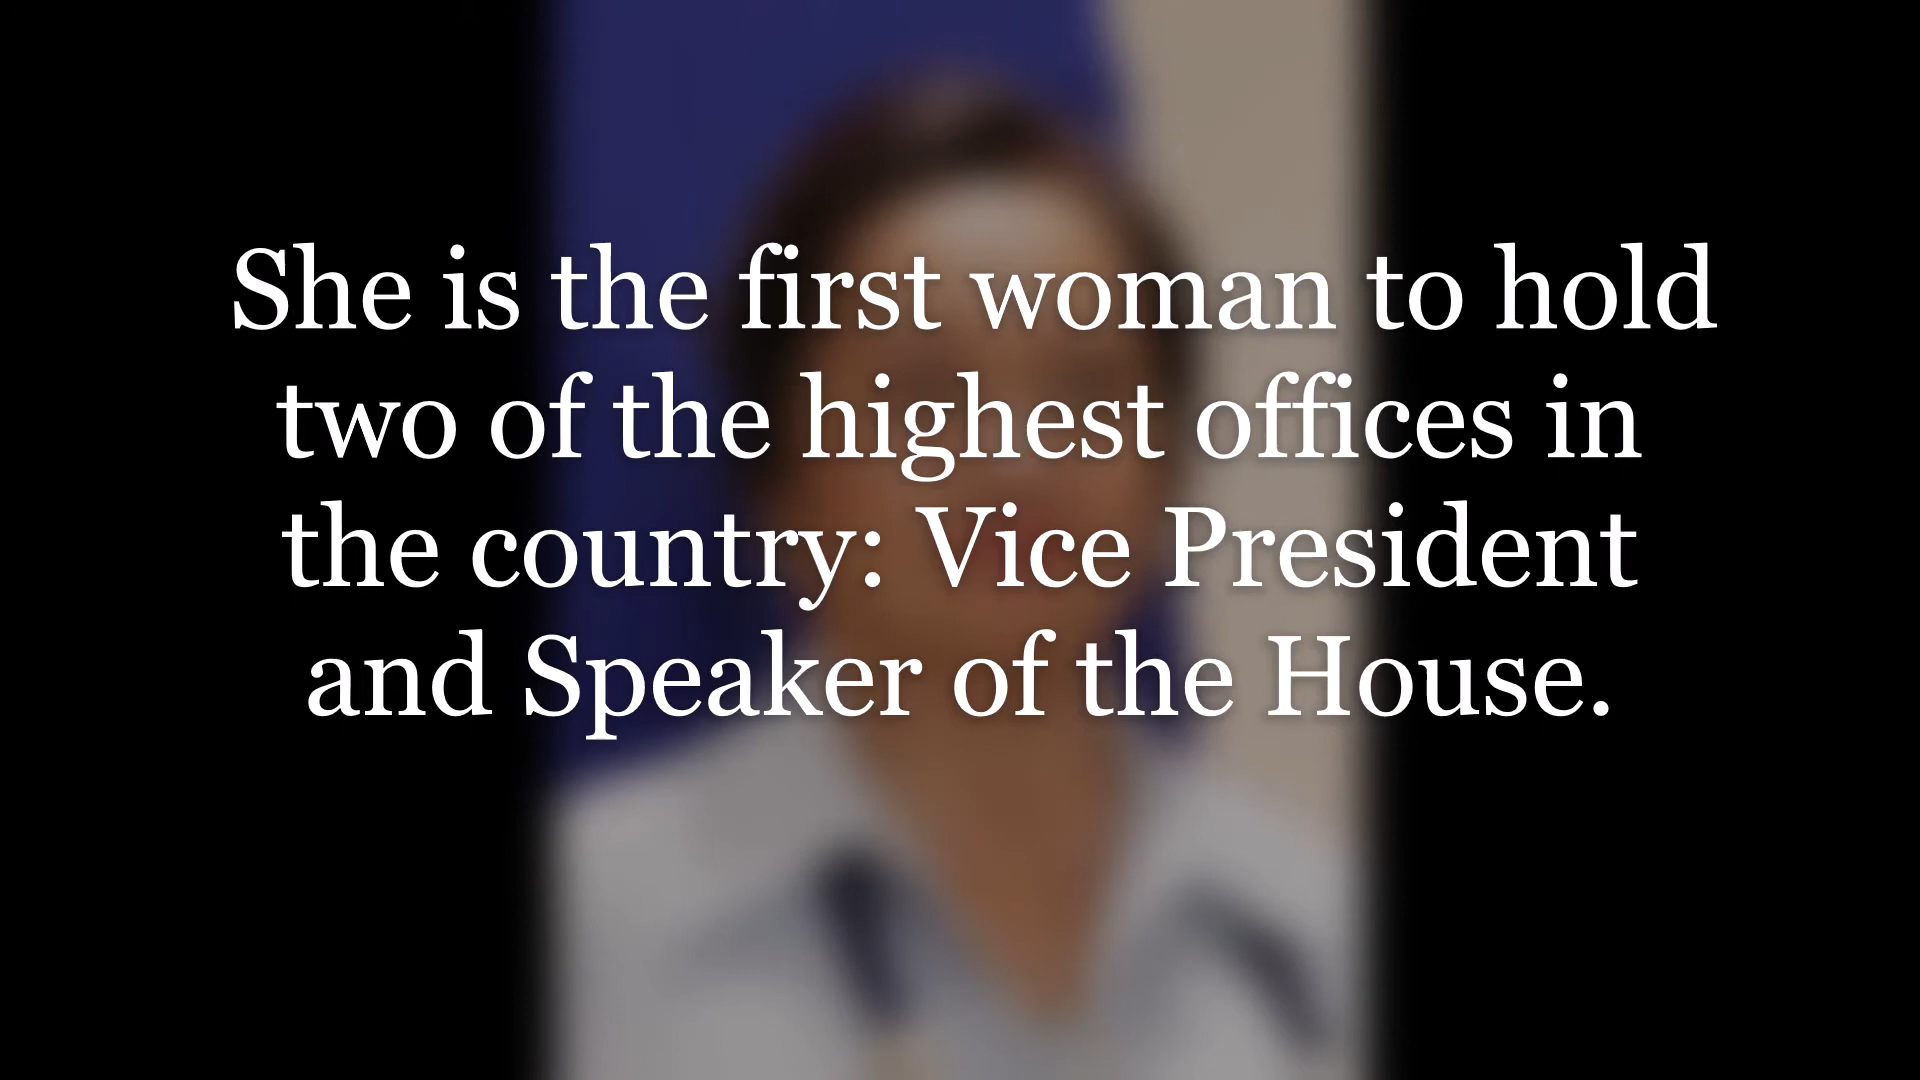 She is the first woman to hold
two of the highest offices in
the country: Vice President
and Speaker of the House.